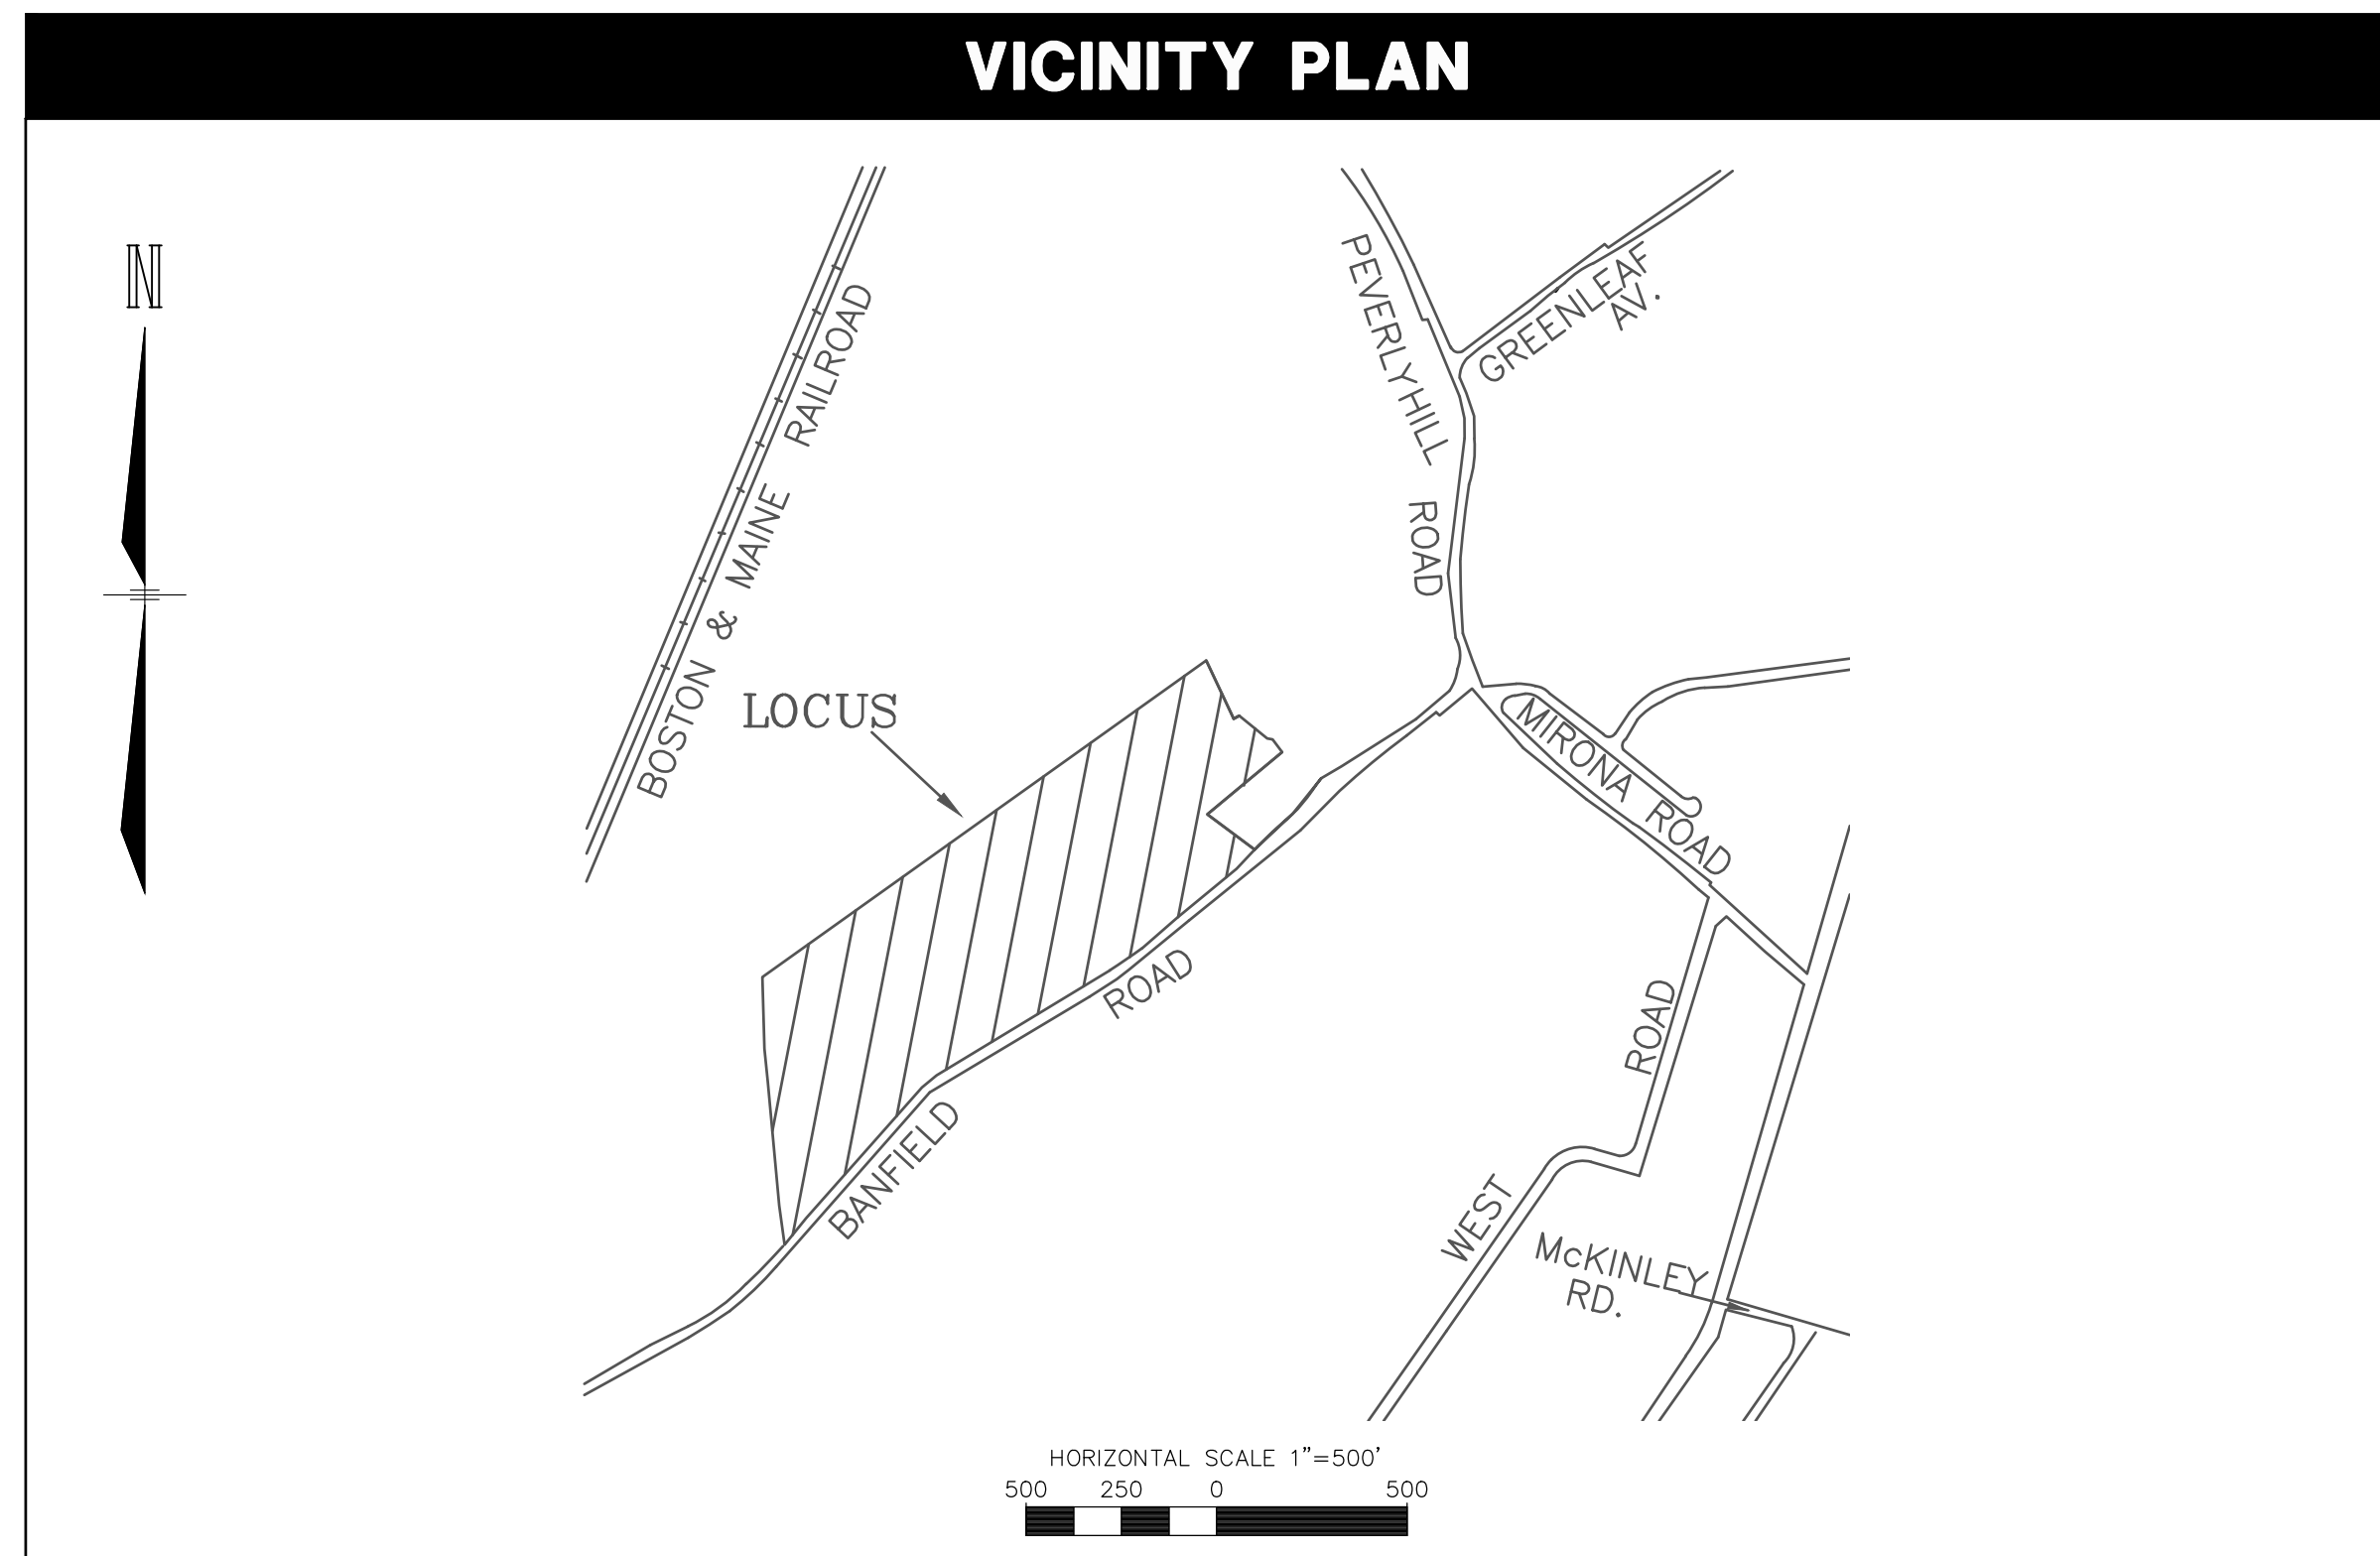 VICINITY PLAN
N
BOSTON & MAINE RAILROAD
PEVERLYHILL ROAD
GREENLEAF
AV.
LOCUS
MIRONA ROAD
BANFIELD ROAD
WEST ROAD
McKINLEY
RD.
HORIZONTAL SCALE 1"=500'
500 250 0 500